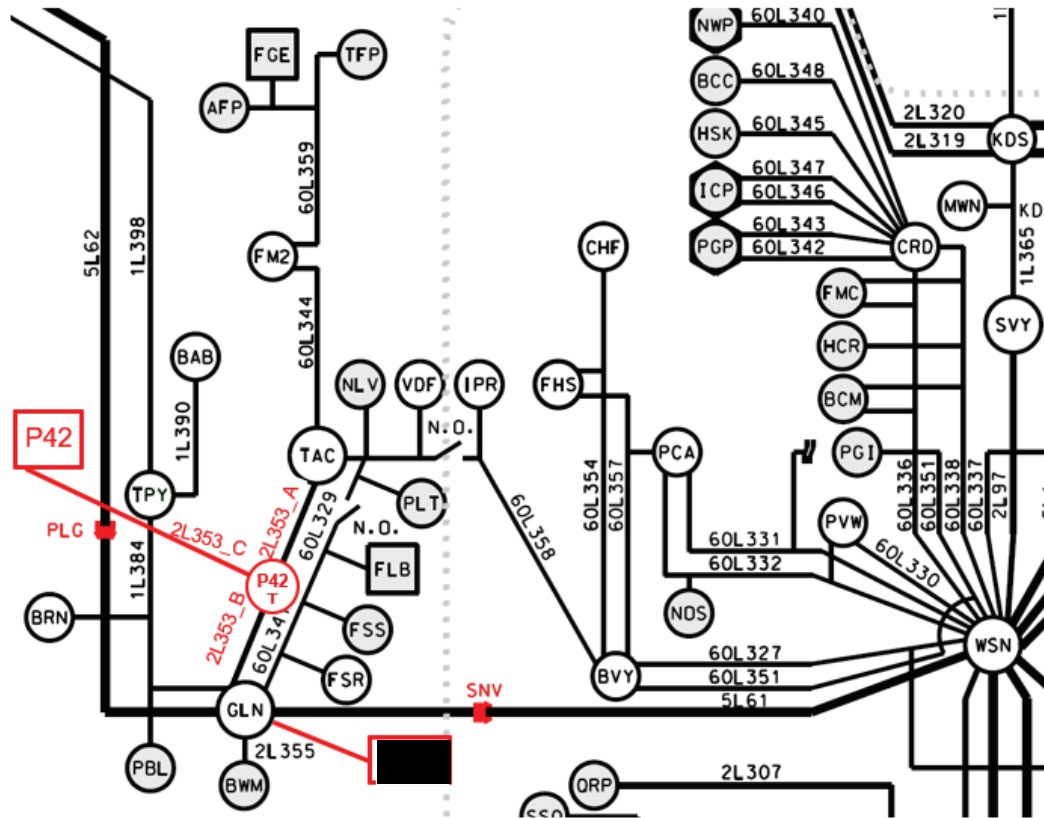 NWP
60L340
BCC
60L348
HSK
60L345
ICP
60L347
60L346
PGP
60L343
60L342
2L320
2L319
KDS
MWN
KD
1L365
CRD
SVY
FGE
TFP
AFP
60L359
5L62
1L398
FM2
60L344
CHF
FMC
HCR
BCM
PGI
BAB
1L390
NLV
VDF
IPR
N.O.
FHS
P42
TAC
PCA
TPY
PLG
2L353_C
2L353_A
60L329
PLT
N.O.
60L358
60L354
60L357
60L336
60L351
60L338
60L337
2L97
PVW
60L330
60L331
60L332
NDS
P42
T
FLB
1L384
BRN
2L353_B
FSS
FSR
BVY
60L327
60L351
5L61
WSN
GLN
SNV
PBL
2L355
BWM
QRP
2L307